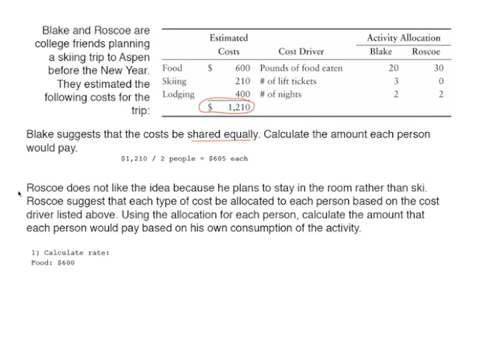 Blake and Roscoe are
college friends planning
a skiing trip to Aspen
before the New Year.
They estimated the
following costs for the
trip:
Estimated Activity Allocation
Costs Cost Driver Blake Roscoe
Food $ 600 Pounds of food eaten 20 30
Skiing 210 # of lift tickets 3 0
Lodging 400 # of nights 2 2
$ 1,210
Blake suggests that the costs be shared equally. Calculate the amount each person
would pay.
$1,210 / 2 people = $605 each
Roscoe does not like the idea because he plans to stay in the room rather than ski.
Roscoe suggest that each type of cost be allocated to each person based on the cost
driver listed above. Using the allocation for each person, calculate the amount that
each person would pay based on his own consumption of the activity.
1) Calculate rate:
Food: $600